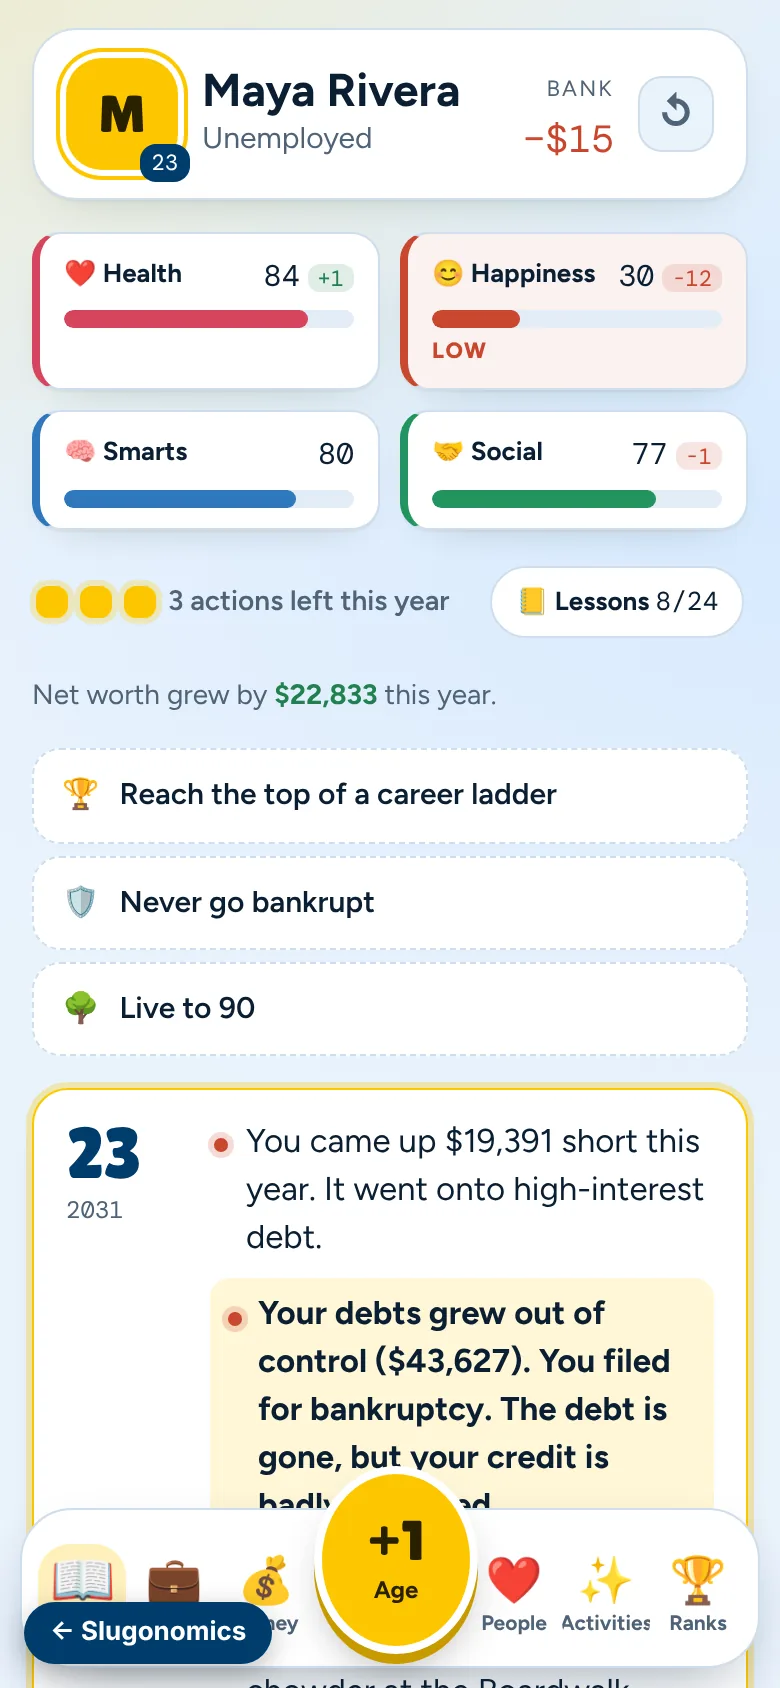 M
23
Maya Rivera
Unemployed
BANK
−$15
Health 84 +1
Happiness 30 -12
LOW
Smarts 80
Social 77 -1
3 actions left this year
Lessons 8/24
Net worth grew by $22,833 this year.
Reach the top of a career ladder
Never go bankrupt
Live to 90
23
2031
You came up $19,391 short this
year. It went onto high-interest
debt.
Your debts grew out of
control ($43,627). You filed
for bankruptcy. The debt is
gone, but your credit is
+1
Age
People
Activities
Ranks
← Slugonomics
chowder at the Boardwalk